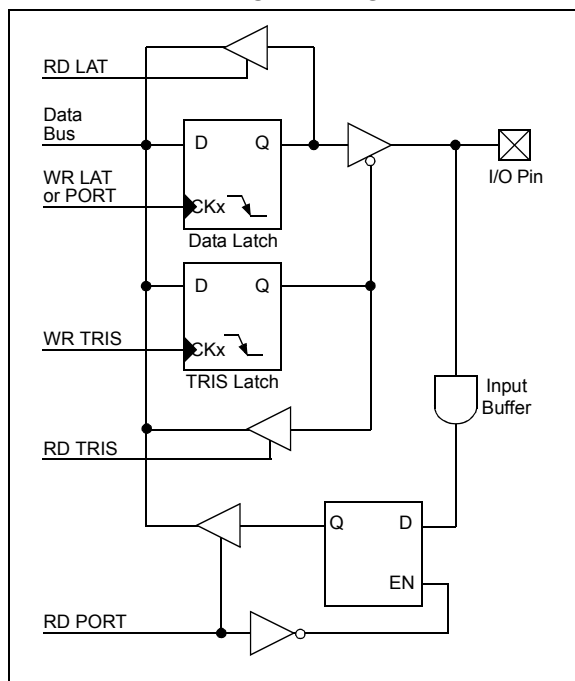 RD LAT
Data
Bus
D Q
WR LAT
or PORT
CKx
I/O Pin
Data Latch
D Q
WR TRIS
CKx
TRIS Latch
Input
Buffer
RD TRIS
Q D
EN
RD PORT